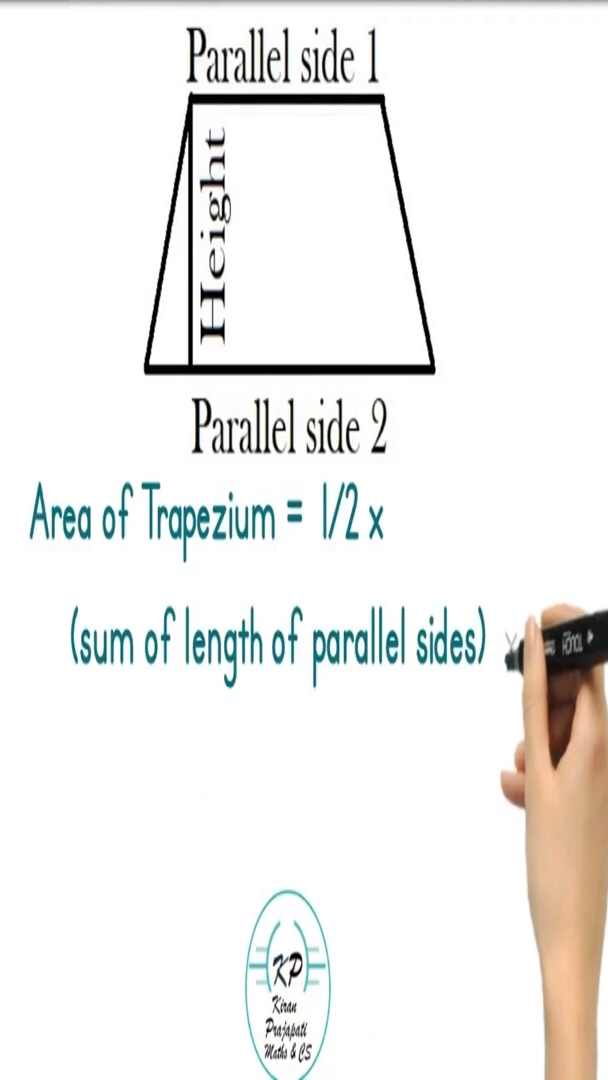 Parallel side 1
Height
Parallel side 2
Area of Trapezium = 1/2 x
(sum of length of parallel sides) x
TOUCH
KP
Kiran
Prajapati
Maths & CS